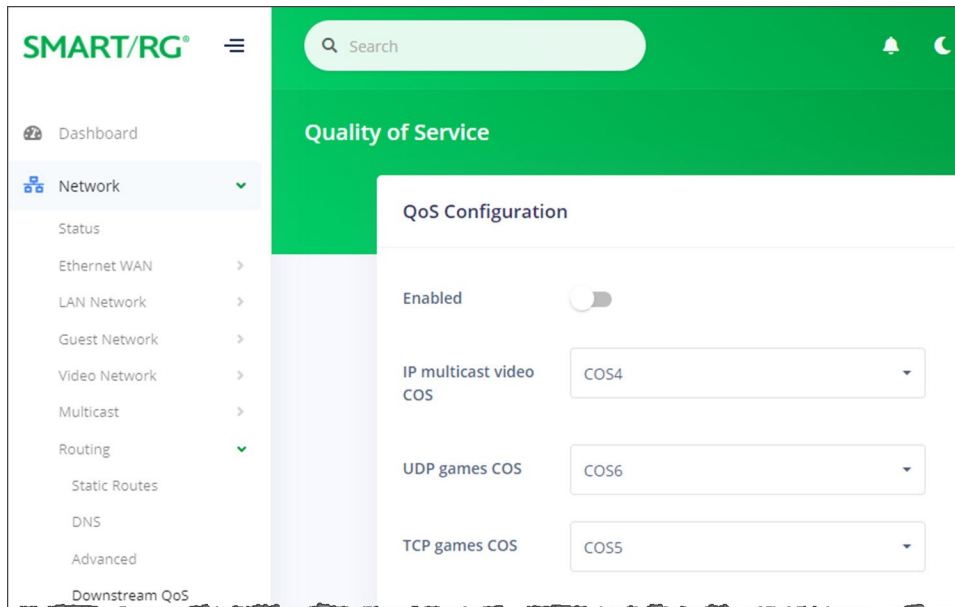 SMART/RG®
Search
Dashboard
Network
Status
Ethernet WAN
LAN Network
Guest Network
Video Network
Multicast
Routing
Static Routes
DNS
Advanced
Downstream QoS
Quality of Service
QoS Configuration
Enabled
IP multicast video COS
COS4
UDP games COS
COS6
TCP games COS
COS5